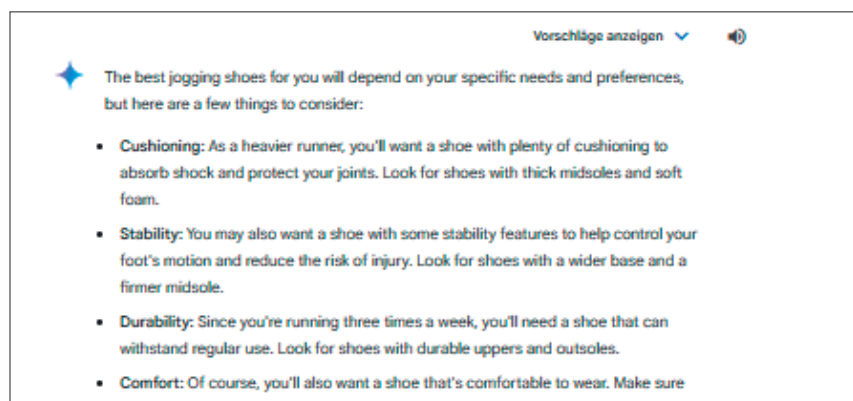 Vorschläge anzeigen
The best jogging shoes for you will depend on your specific needs and preferences,
but here are a few things to consider:
• Cushioning: As a heavier runner, you'll want a shoe with plenty of cushioning to
absorb shock and protect your joints. Look for shoes with thick midsoles and soft
foam.
• Stability: You may also want a shoe with some stability features to help control your
foot's motion and reduce the risk of injury. Look for shoes with a wider base and a
firmer midsole.
• Durability: Since you're running three times a week, you'll need a shoe that can
withstand regular use. Look for shoes with durable uppers and outsoles.
• Comfort: Of course, you'll also want a shoe that's comfortable to wear. Make sure